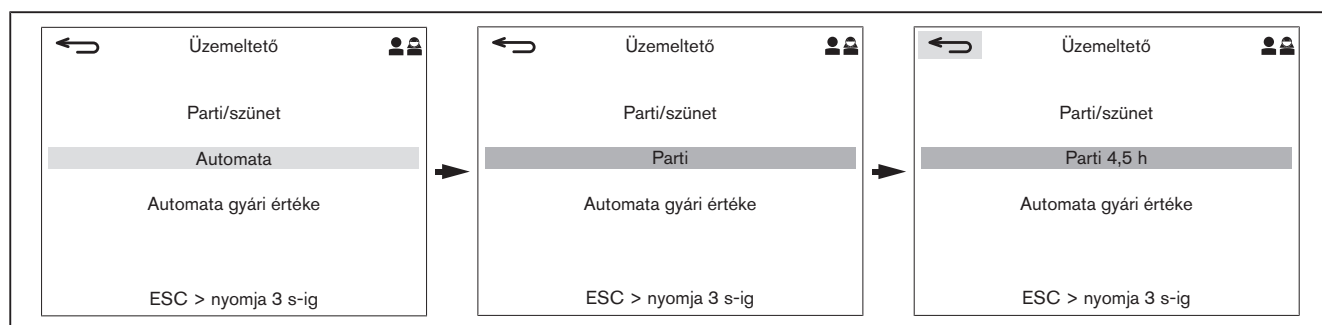 Üzemeltető
Parti/szünet
Automata
Automata gyári értéke
ESC > nyomja 3 s-ig
Üzemeltető
Parti/szünet
Parti
Automata gyári értéke
ESC > nyomja 3 s-ig
Üzemeltető
Parti/szünet
Parti 4,5 h
Automata gyári értéke
ESC > nyomja 3 s-ig